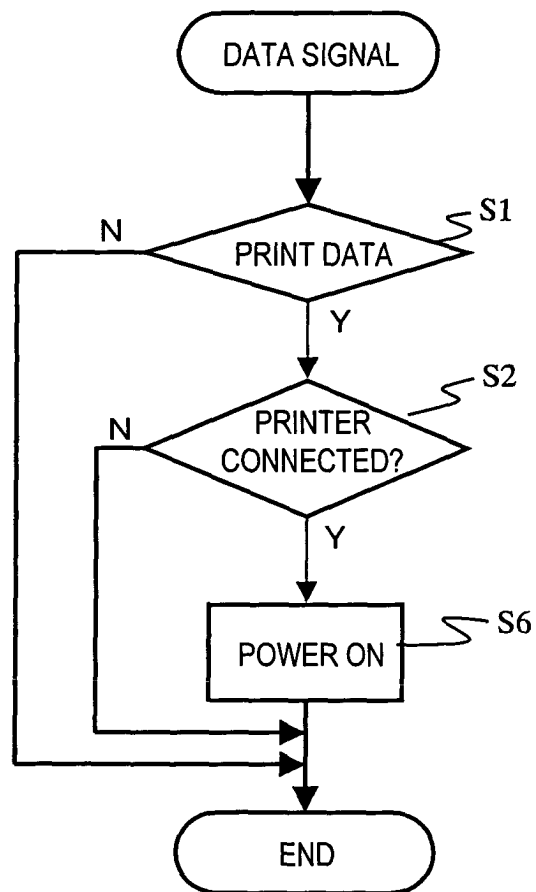 DATA SIGNAL
S1
N
PRINT DATA
Y
S2
N
PRINTER
CONNECTED?
Y
S6
POWER ON
END